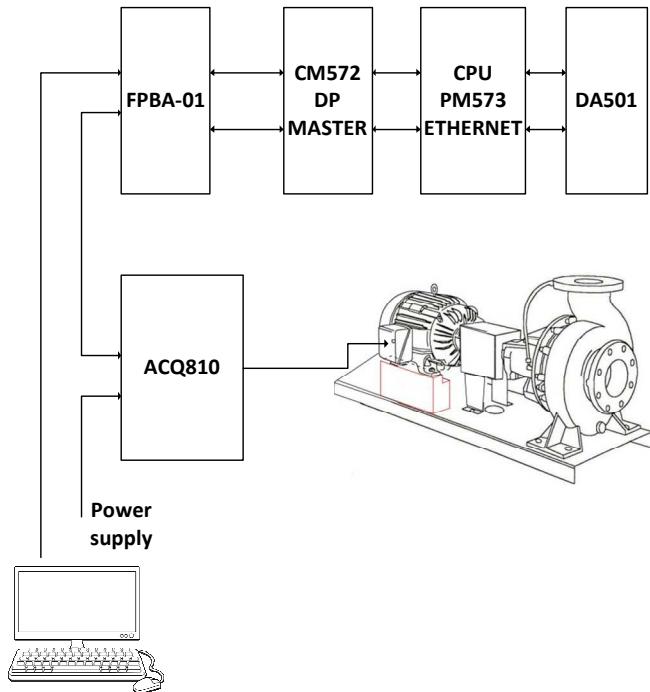 FPBA-01
CM572
DP
MASTER
CPU
PM573
ETHERNET
DA501
ACQ810
Power
supply